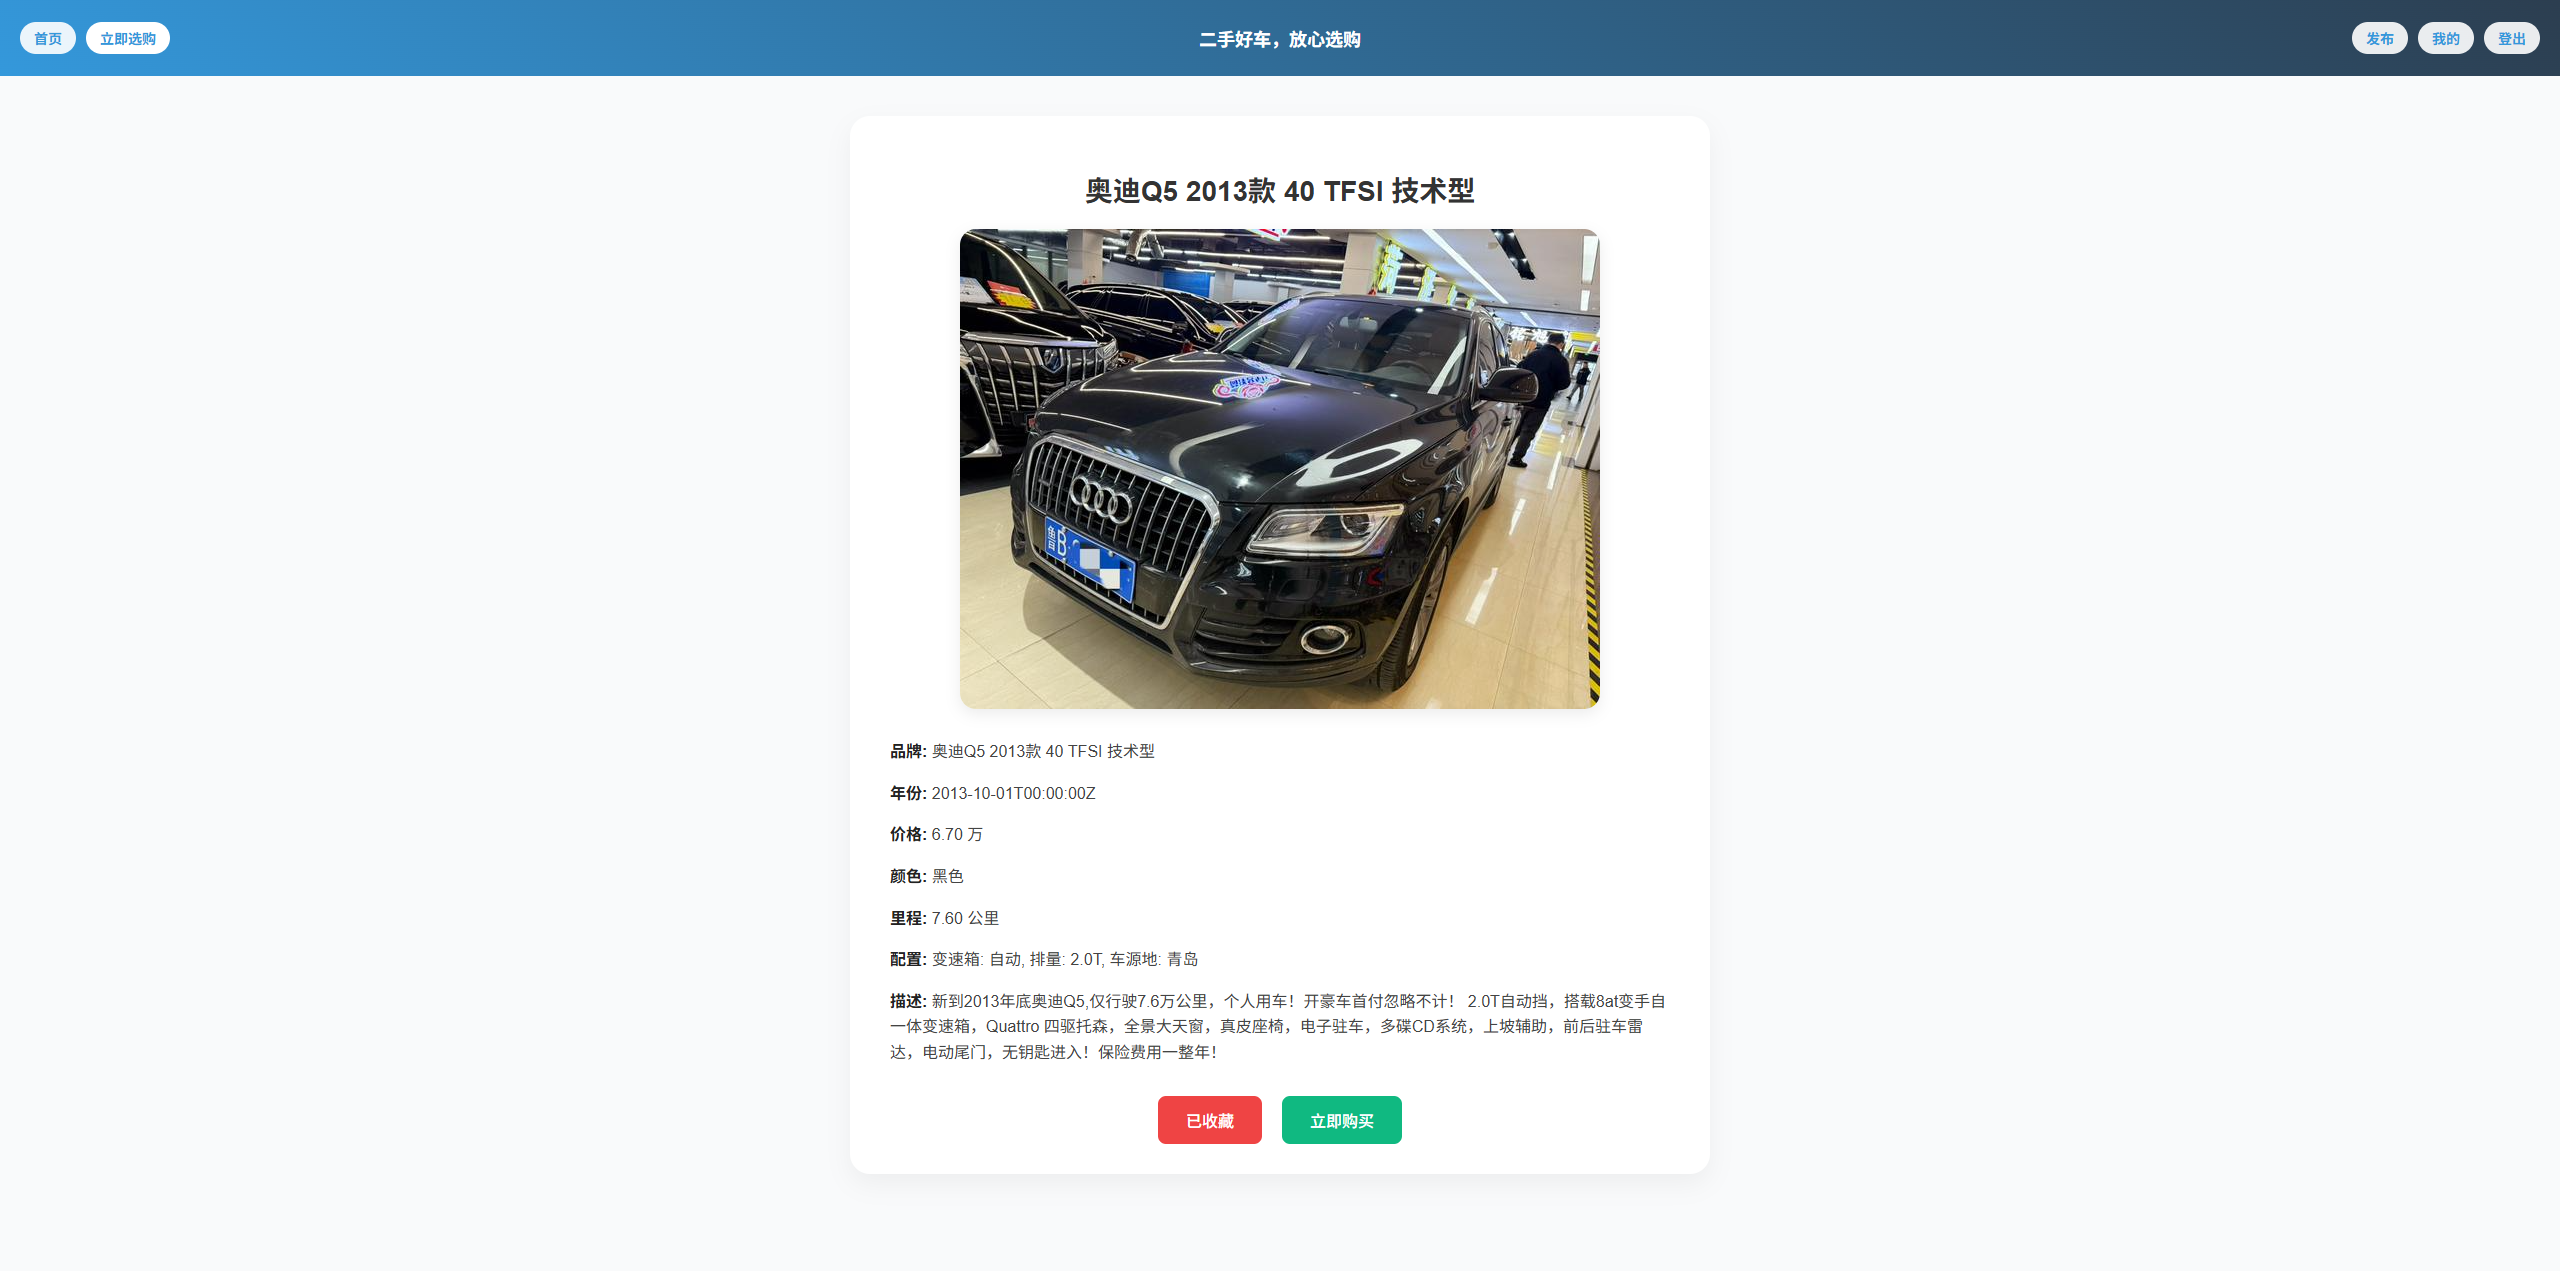 首页
立即选购
二手好车，放心选购
发布
我的
登出
奥迪Q5 2013款 40 TFSI 技术型
品牌: 奥迪Q5 2013款 40 TFSI 技术型
年份: 2013-10-01T00:00:00Z
价格: 6.70 万
颜色: 黑色
里程: 7.60 公里
配置: 变速箱: 自动, 排量: 2.0T, 车源地: 青岛
描述: 新到2013年底奥迪Q5,仅行驶7.6万公里，个人用车！开豪车首付忽略不计！ 2.0T自动挡，搭载8at变手自
一体变速箱，Quattro 四驱托森，全景大天窗，真皮座椅，电子驻车，多碟CD系统，上坡辅助，前后驻车雷
达，电动尾门，无钥匙进入！保险费用一整年！
已收藏
立即购买